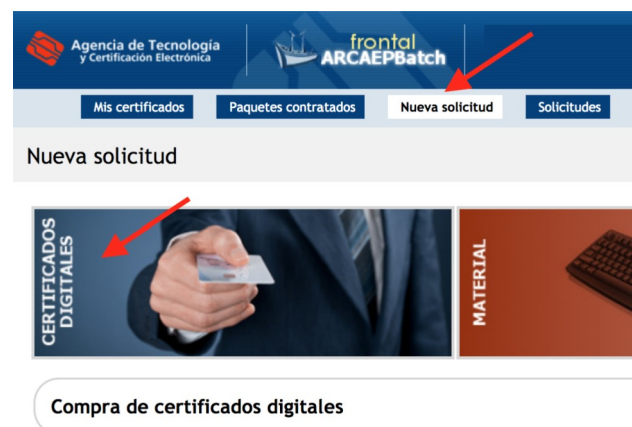 Agencia de Tecnología
y Certificación Electrónica
frontal
ARCAEPBatch
Mis certificados
Paquetes contratados
Nueva solicitud
Solicitudes
Nueva solicitud
CERTIFICADOS
DIGITALES
MATERIAL
Compra de certificados digitales